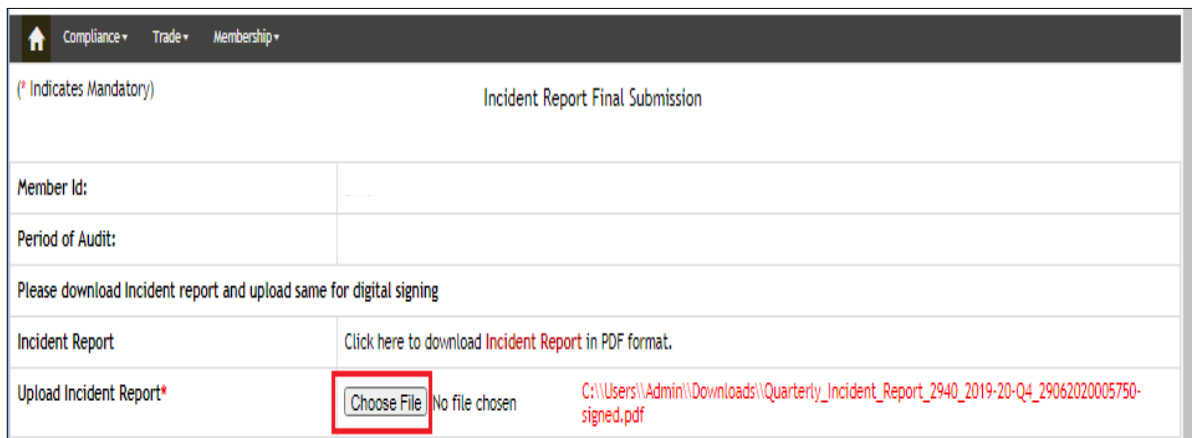 Compliance Trade Membership
(* Indicates Mandatory)
Incident Report Final Submission
Member Id:
Period of Audit:
Please download Incident report and upload same for digital signing
Incident Report Click here to download Incident Report in PDF format.
Upload Incident Report* Choose File No file chosen C:\\Users\\Admin\\Downloads\\Quarterly_Incident_Report_2940_2019-20-Q4_29062020005750-
signed.pdf